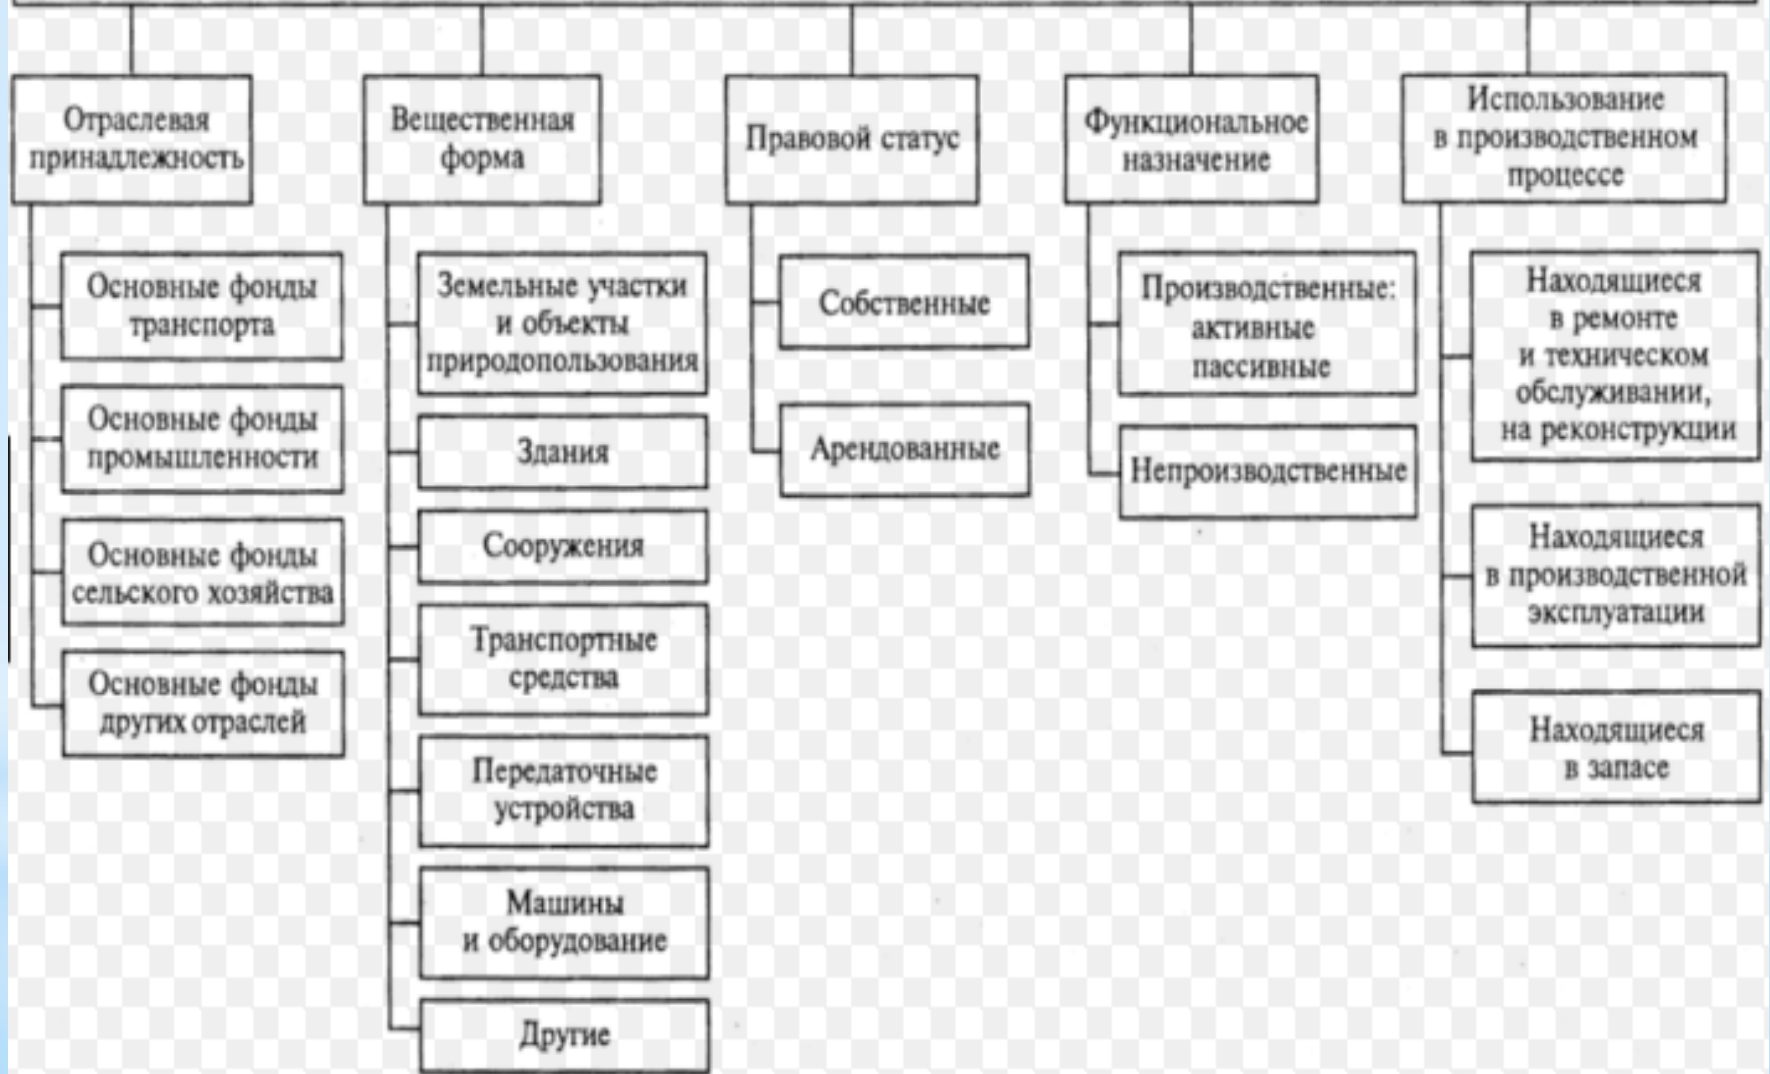 Отраслевая
принадлежность
Основные фонды
транспорта
Основные фонды
промышленности
Основные фонды
сельского хозяйства
Основные фонды
других отраслей
Вещественная
форма
Земельные участки
и объекты
природопользования
Здания
Сооружения
Транспортные
средства
Передаточные
устройства
Машины
и оборудование
Другие
Правовой статус
Собственные
Арендованные
Функциональное
назначение
Производственные:
активные
пассивные
Непроизводственные
Использование
в производственном
процессе
Находящиеся
в ремонте
и техническом
обслуживании,
на реконструкции
Находящиеся
в производственной
эксплуатации
Находящиеся
в запасе